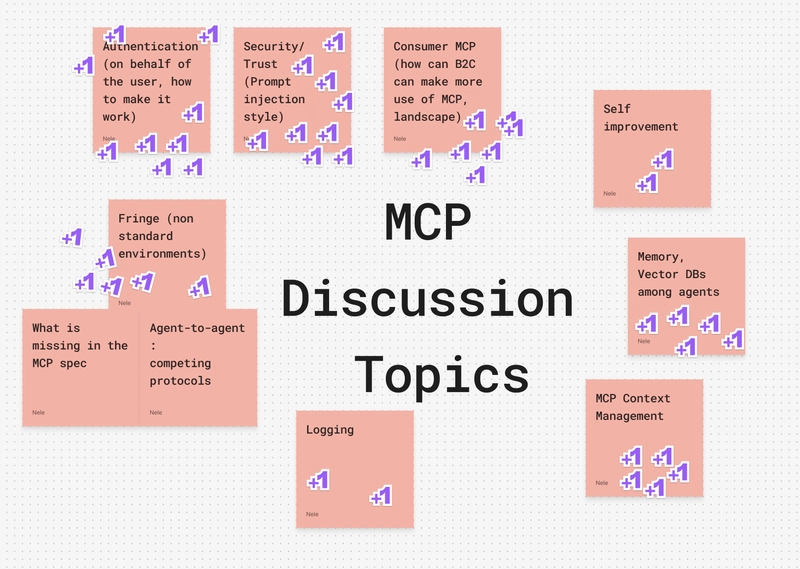 Authentication
(on behalf of
the user, how
to make it
work)
Nele
+1
+1
+1
+1
+1
+1
+1
+1
+1
Security/
Trust
(Prompt
injection
style)
+1
+1
+1
+1
+1
+1
+1
+1
+1
Consumer MCP
(how can B2C
can make more
use of MCP,
landscape)
Nele
+1
+1
+1
+1
+1
+1
+1
Self
improvement
Nele
+1
+1
MCP
Discussion
Topics
Fringe (non
standard
environments)
Nele
+1
+1
+1
+1
+1
+1
Memory,
Vector DBs
among agents
Nele
+1
+1
+1
+1
+1
What is
missing in the
MCP spec
Nele
Agent-to-agent
:
competing
protocols
Nele
MCP Context
Management
Nele
+1
+1
+1
+1
+1
Logging
Nele
+1
+1